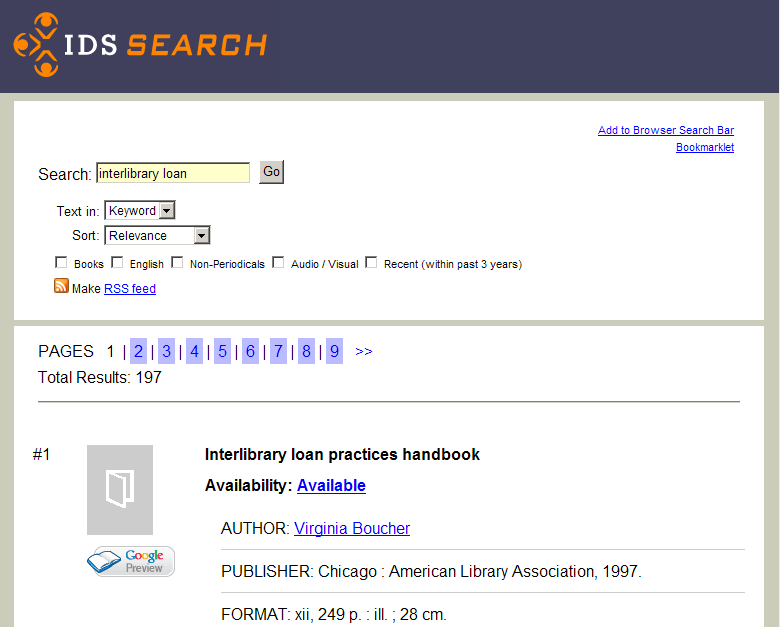 IDS SEARCH
Add to Browser Search Bar
Bookmarklet
Search: interlibrary loan Go
Text in: Keyword
Sort: Relevance
Books English Non-Periodicals Audio / Visual Recent (within past 3 years)
Make RSS feed
PAGES 1 | 2 | 3 | 4 | 5 | 6 | 7 | 8 | 9 >>
Total Results: 197
#1 Interlibrary loan practices handbook
Availability: Available
AUTHOR: Virginia Boucher
Google
Preview
PUBLISHER: Chicago : American Library Association, 1997.
FORMAT: xii, 249 p. : ill. ; 28 cm.